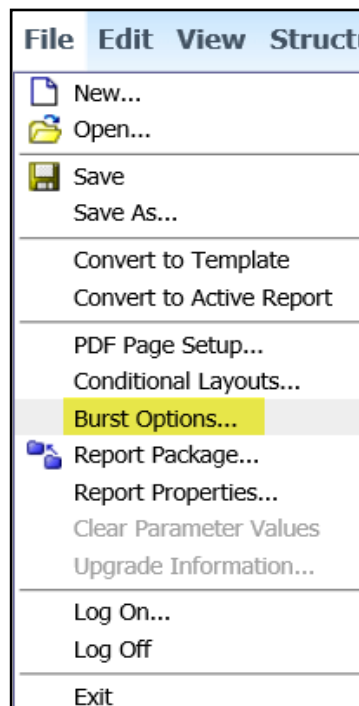 File Edit View Struct
New...
Open...
Save
Save As...
Convert to Template
Convert to Active Report
PDF Page Setup...
Conditional Layouts...
Burst Options...
Report Package...
Report Properties...
Clear Parameter Values
Upgrade Information...
Log On...
Log Off
Exit